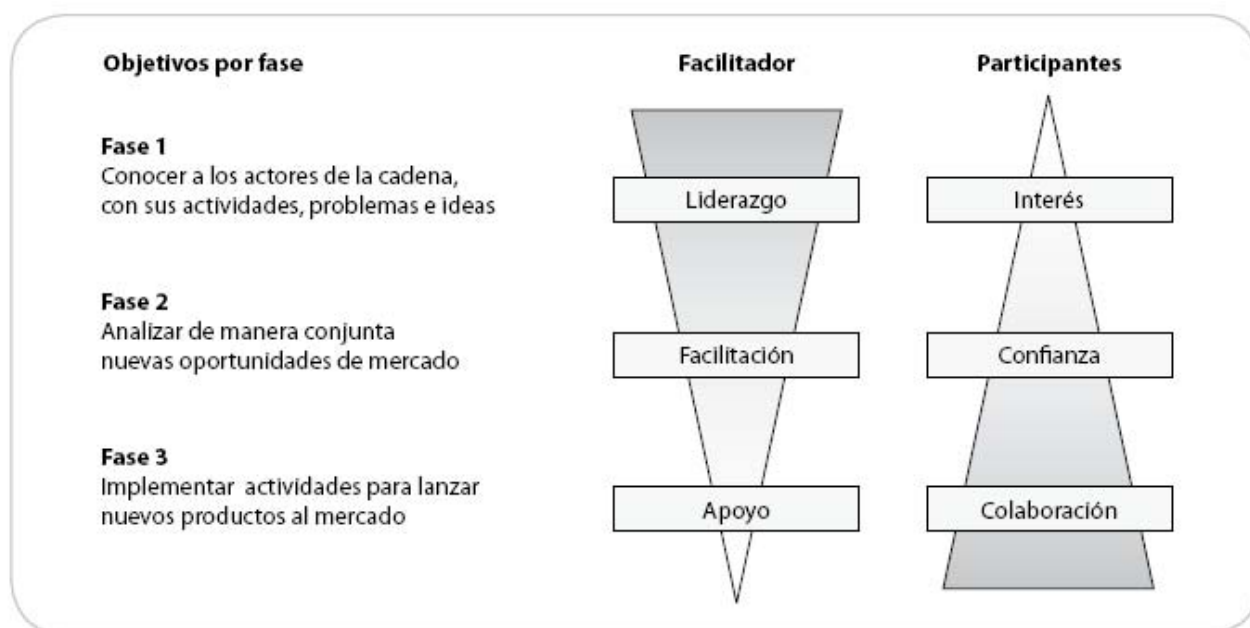 Objetivos por fase
Facilitador
Participantes
Fase 1
Conocer a los actores de la cadena,
con sus actividades, problemas e ideas
Liderazgo
Interés
Fase 2
Analizar de manera conjunta
nuevas oportunidades de mercado
Facilitación
Confianza
Fase 3
Implementar actividades para lanzar
nuevos productos al mercado
Apoyo
Colaboración